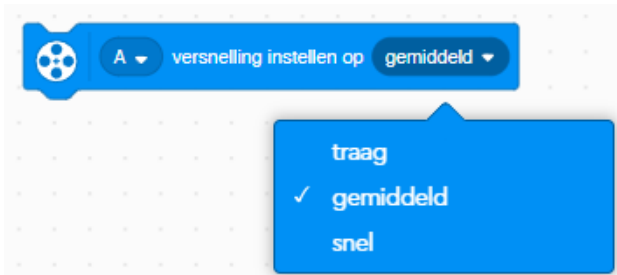 A versnelling instellen op gemiddeld
traag
gemiddeld
snel